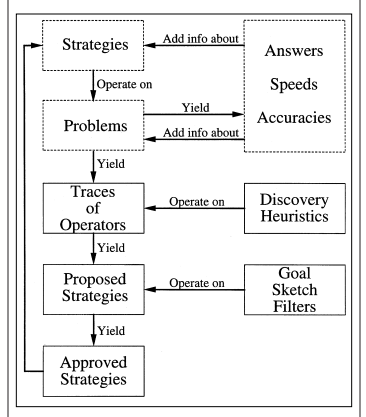 Strategies
Add info about
Answers
Operate on
Speeds
Yield
Accuracies
Problems
Add info about
Yield
Traces
of
Operators
Operate on
Discovery
Heuristics
Yield
Proposed
Strategies
Operate on
Goal
Sketch
Filters
Yield
Approved
Strategies